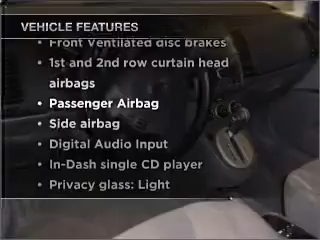 VEHICLE FEATURES
• Front Ventilated disc brakes
• 1st and 2nd row curtain head
airbags
• Passenger Airbag
• Side airbag
• Digital Audio Input
• In-Dash single CD player
• Privacy glass: Light